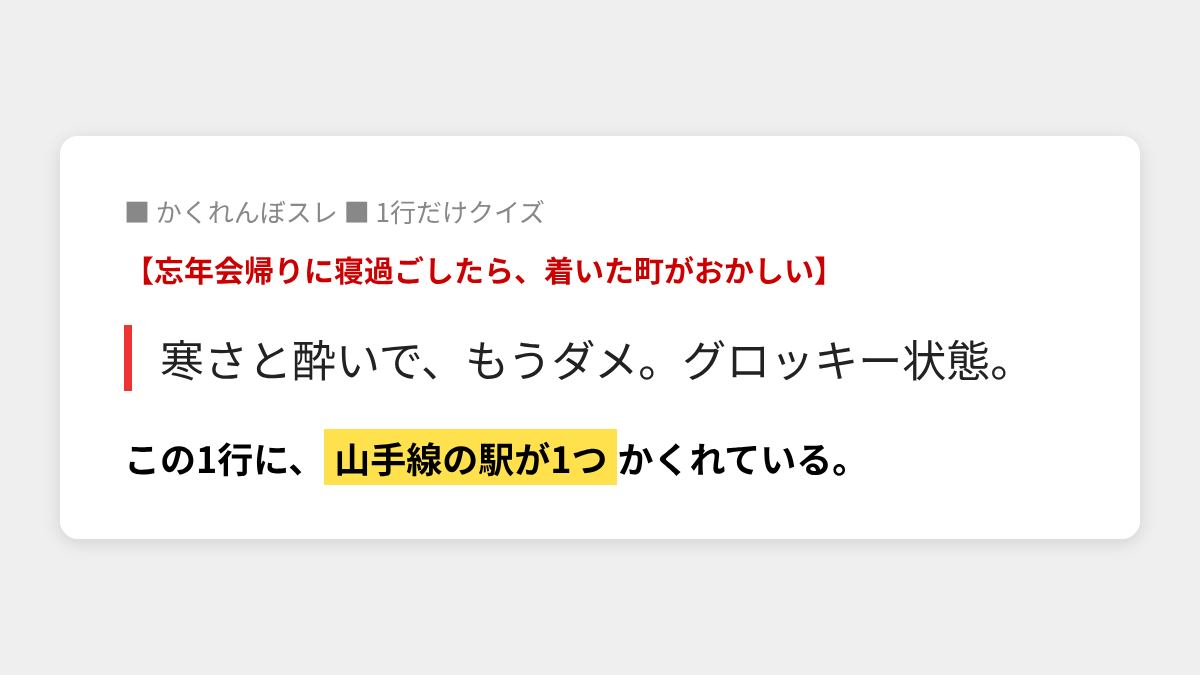 ■ かくれんぼスレ ■ 1行だけクイズ
【忘年会帰りに寝過ごしたら、着いた町がおかしい】
寒さと酔いで、もうダメ。グロッキー状態。
この1行に、山手線の駅が1つかくれている。